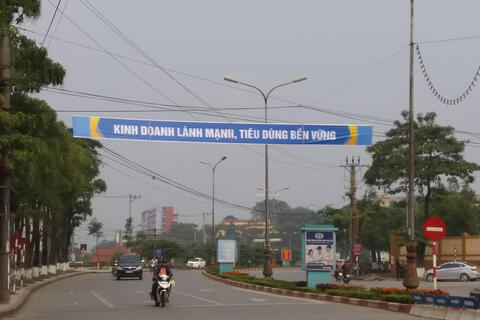 KINH DOANH LÀNH MẠNH, TIÊU DÙNG BỀN VỮNG